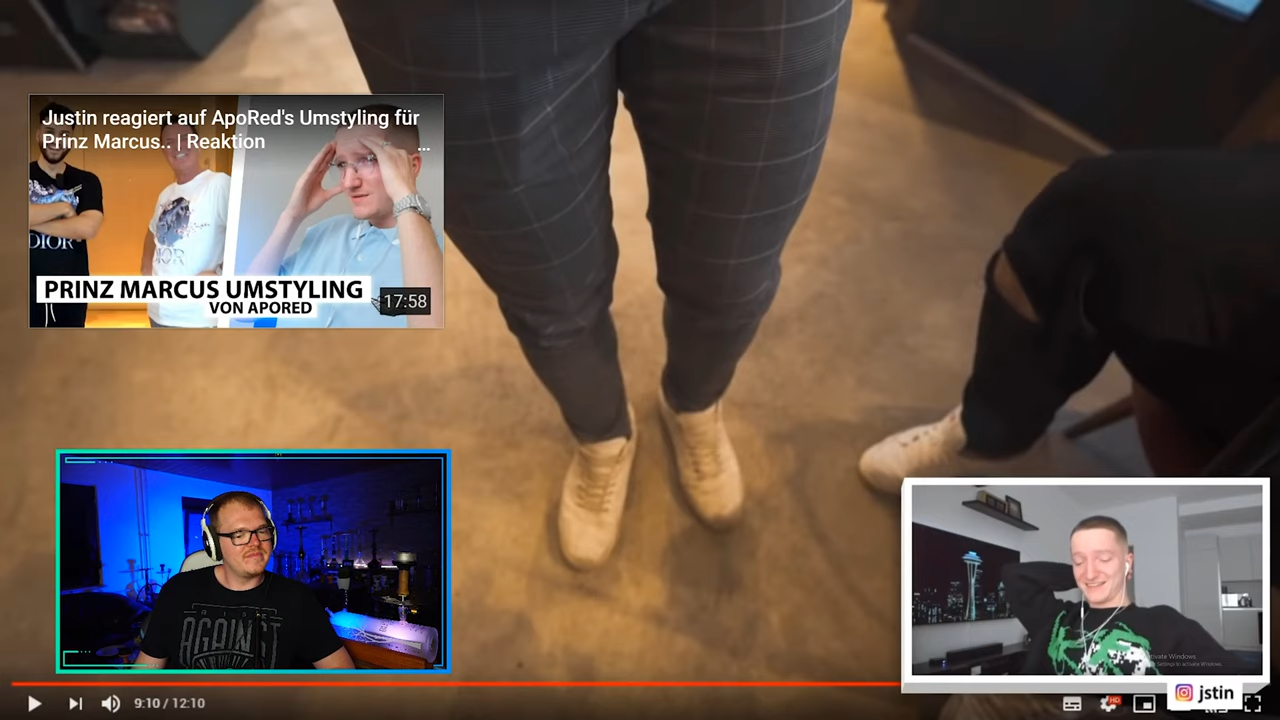 Justin reagiert auf ApoRed's Umstyling für
Prinz Marcus.. | Reaktion
...
DIOR
DIOR
PRINZ MARCUS UMSTYLING
VON APORED
17:58
AGAINST
HD
9:10 / 12:10
jstin